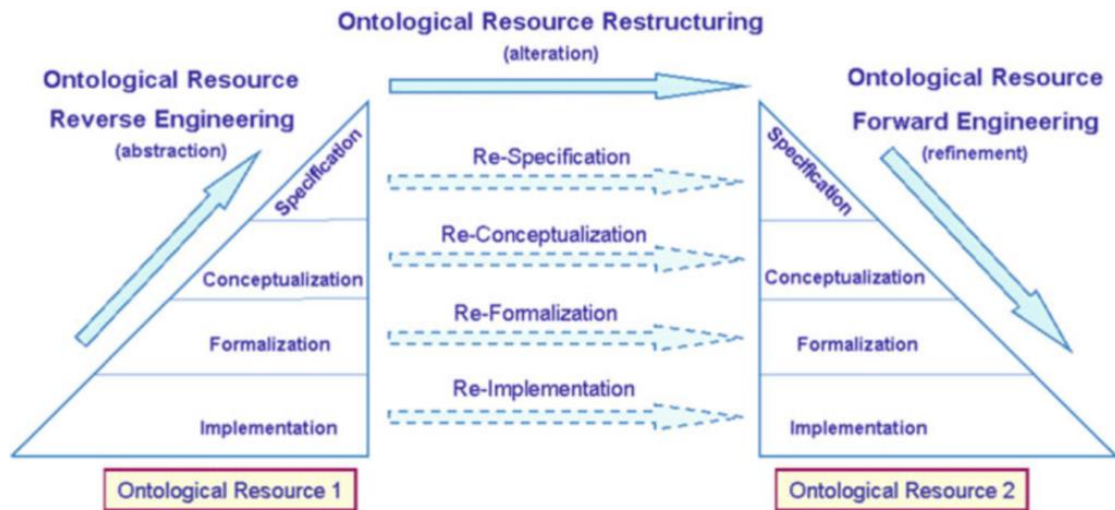 Ontological Resource Restructuring
(alteration)
Ontological Resource
Reverse Engineering
(abstraction)
Ontological Resource
Forward Engineering
(refinement)
Specification
Re-Specification
Specification
Conceptualization
Re-Conceptualization
Conceptualization
Formalization
Re-Formalization
Formalization
Implementation
Re-Implementation
Implementation
Ontological Resource 1
Ontological Resource 2